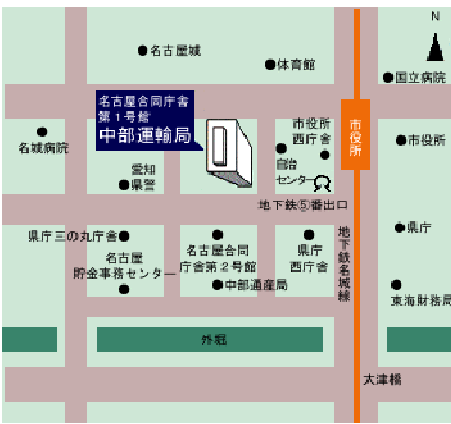 N
名古屋城
体育館
国立病院
名古屋合同庁舎
第1号館
中部運輸局
市役所
西庁舎
市役所
市役所
名城病院
自治
センター
愛知
県警
地下鉄⑤番出口
県庁三の丸庁舎
名古屋
貯金事務センター
名古屋合同
庁舎第2号館
中部通産局
県庁
西庁舎
地下鉄名城線
県庁
東海財務局
外堀
大津橋